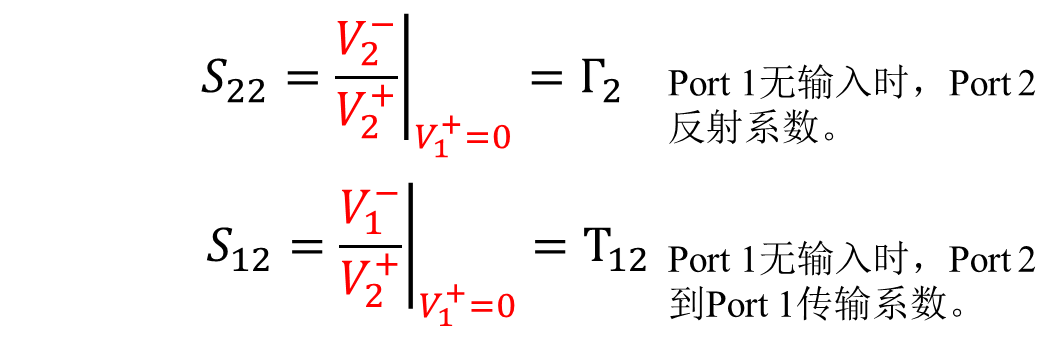 S₂₂ = V₂⁻/V₂⁺ |V₁⁺=0 = Γ₂ Port 1无输入时，Port 2
反射系数。
S₁₂ = V₁⁻/V₂⁺ |V₁⁺=0 = T₁₂ Port 1无输入时，Port 2
到Port 1传输系数。